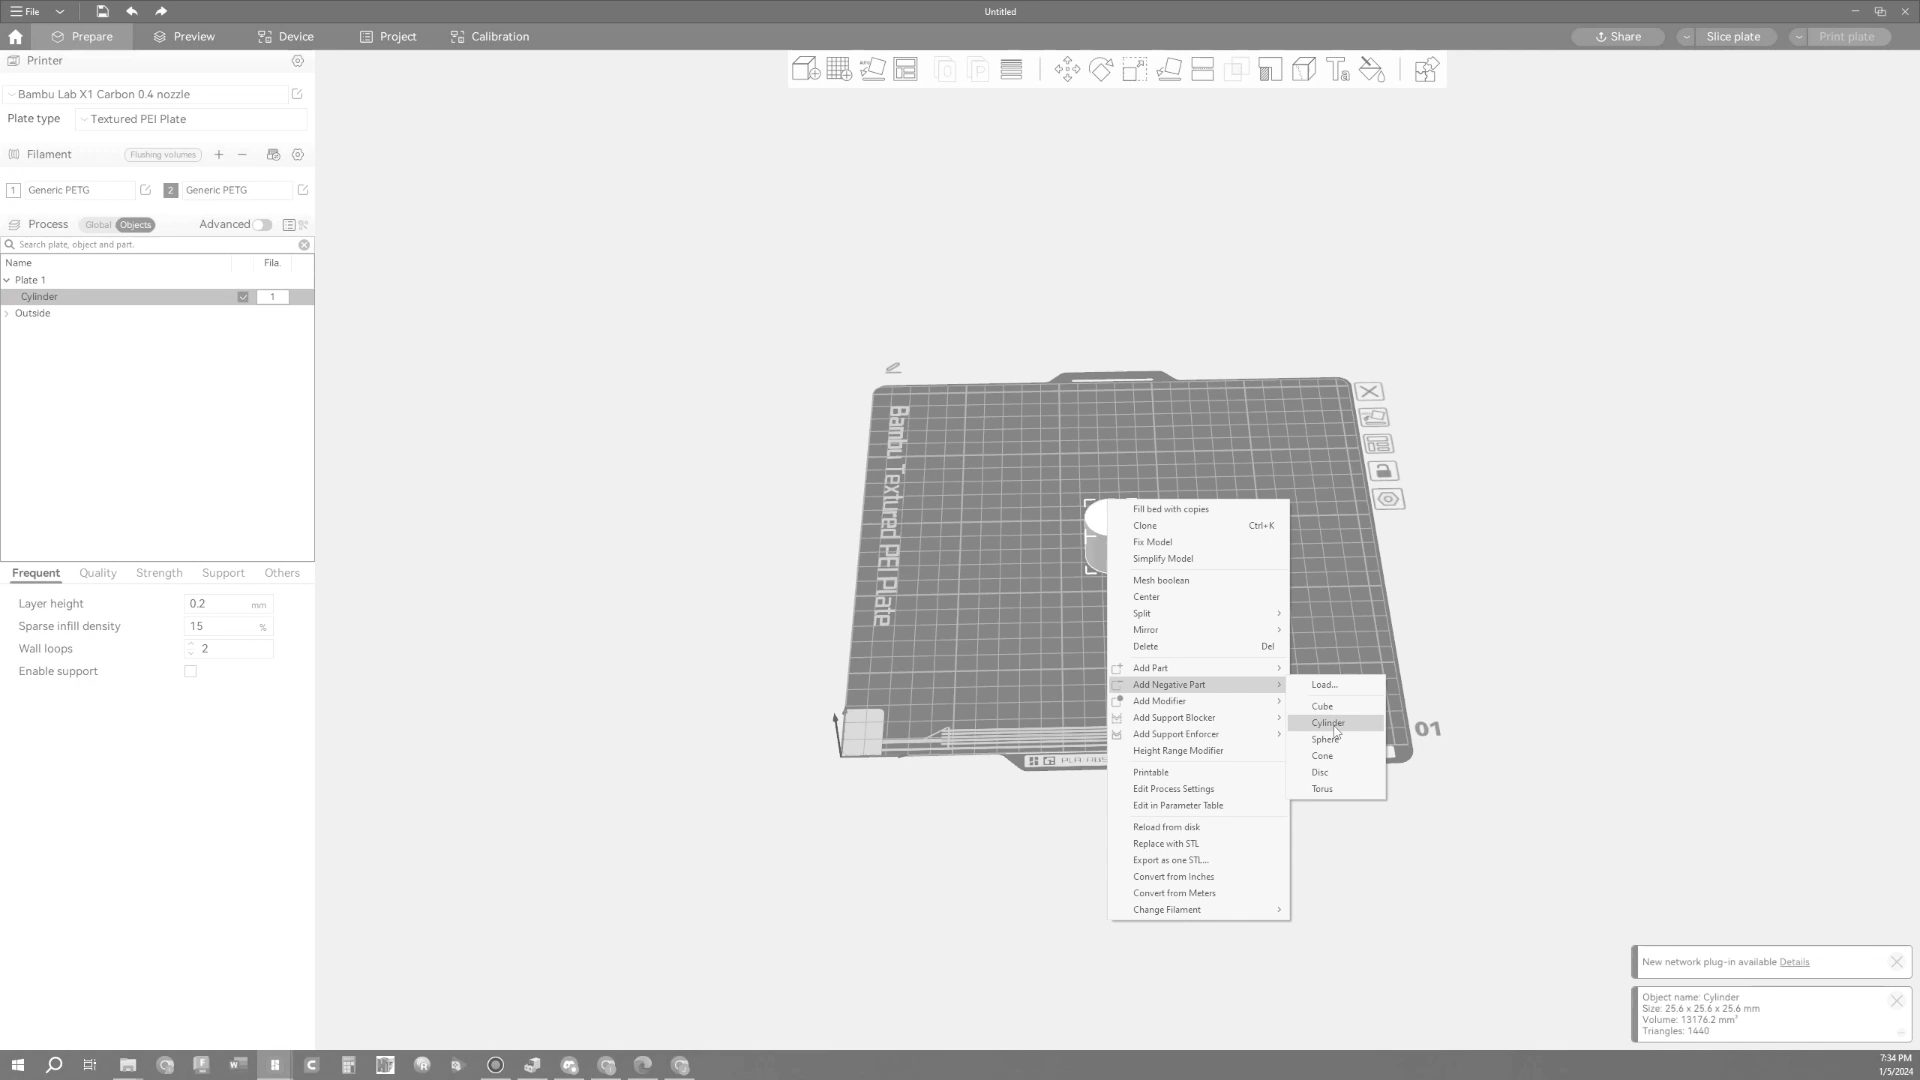 File
Untitled
Prepare
Preview
Device
Project
Calibration
Share
Slice plate
Print plate
Printer
Bambu Lab X1 Carbon 0.4 nozzle
Plate type
Textured PEI Plate
Filament
Flushing volumes
1
Generic PETG
2
Generic PETG
Process
Global
Objects
Advanced
Search plate, object and part.
Name
Fila.
Plate 1
Cylinder
1
Outside
Frequent
Quality
Strength
Support
Others
Layer height
0.2
mm
Sparse infill density
15
%
Wall loops
2
Enable support
Bambu Textured PEI Plate
01
Fill bed with copies
Clone
Ctrl+K
Fix Model
Simplify Model
Mesh boolean
Center
Split
Mirror
Delete
Del
Add Part
Add Negative Part
Add Modifier
Add Support Blocker
Add Support Enforcer
Height Range Modifier
Printable
Edit Process Settings
Edit in Parameter Table
Reload from disk
Replace with STL
Export as one STL...
Convert from Inches
Convert from Meters
Change Filament
Load...
Cube
Cylinder
Sphere
Cone
Disc
Torus
New network plug-in available Details
Object name: Cylinder
Size: 25.6 x 25.6 x 25.6 mm
Volume: 13176.2 mm³
Triangles: 1440
7:34 PM
1/5/2024